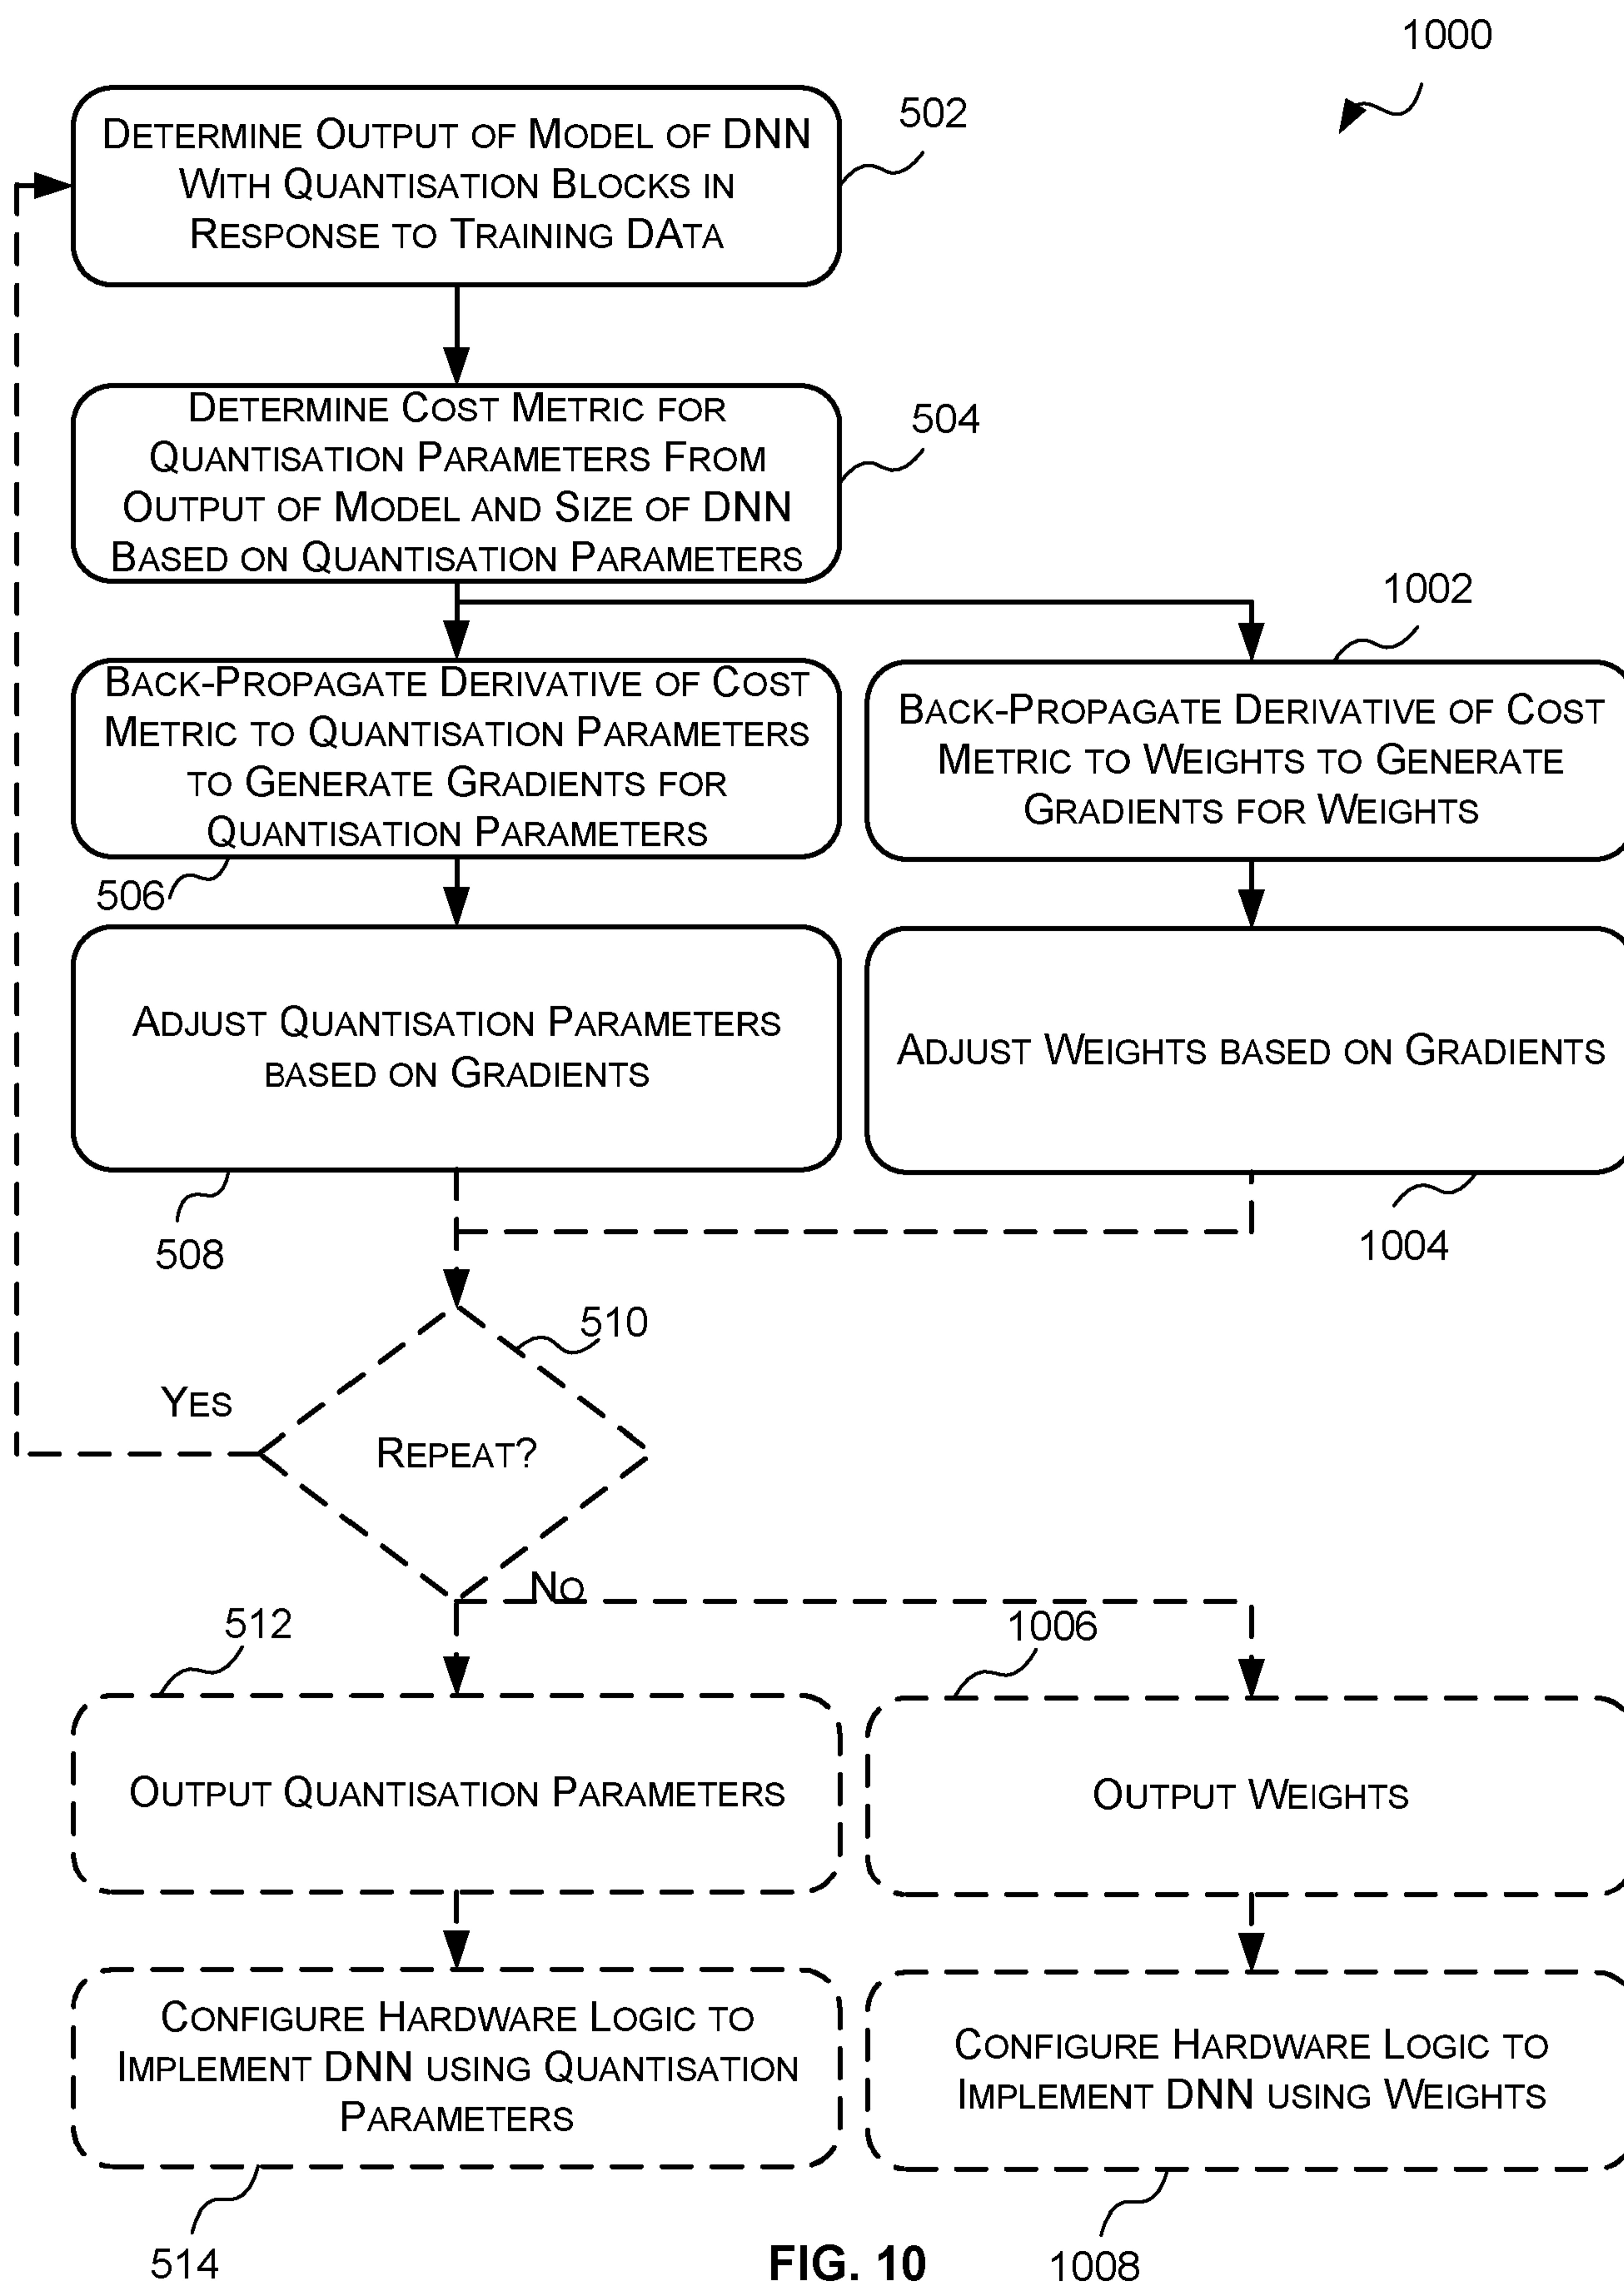 1000
DETERMINE OUTPUT OF MODEL OF DNN
WITH QUANTISATION BLOCKS IN
RESPONSE TO TRAINING DATA
502
DETERMINE COST METRIC FOR
QUANTISATION PARAMETERS FROM
OUTPUT OF MODEL AND SIZE OF DNN
BASED ON QUANTISATION PARAMETERS
504
1002
BACK-PROPAGATE DERIVATIVE OF COST
METRIC TO QUANTISATION PARAMETERS
TO GENERATE GRADIENTS FOR
QUANTISATION PARAMETERS
506
BACK-PROPAGATE DERIVATIVE OF COST
METRIC TO WEIGHTS TO GENERATE
GRADIENTS FOR WEIGHTS
ADJUST QUANTISATION PARAMETERS
BASED ON GRADIENTS
508
ADJUST WEIGHTS BASED ON GRADIENTS
1004
510
YES
REPEAT?
NO
512
1006
OUTPUT QUANTISATION PARAMETERS
OUTPUT WEIGHTS
CONFIGURE HARDWARE LOGIC TO
IMPLEMENT DNN USING QUANTISATION
PARAMETERS
CONFIGURE HARDWARE LOGIC TO
IMPLEMENT DNN USING WEIGHTS
514
FIG. 10
1008